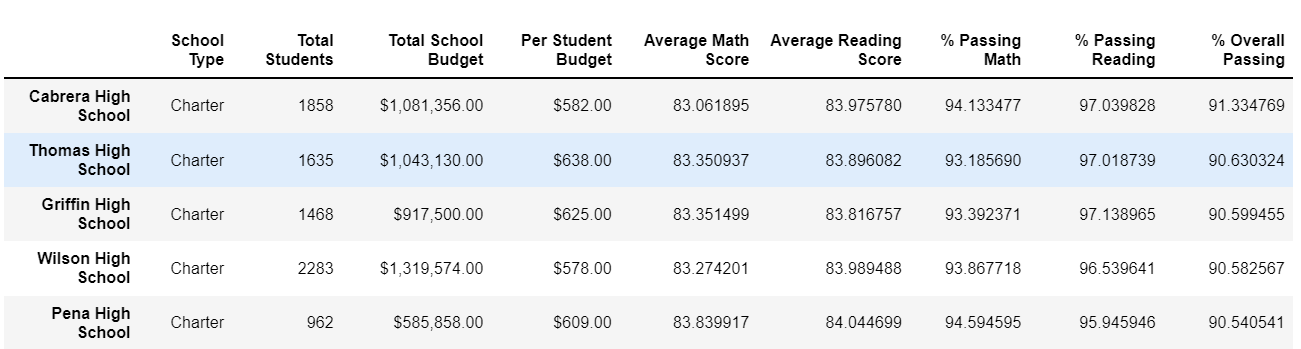 School Type Total Students Total School Budget Per Student Budget Average Math Score Average Reading Score % Passing Math % Passing Reading % Overall Passing
Cabrera High School Charter 1858 $1,081,356.00 $582.00 83.061895 83.975780 94.133477 97.039828 91.334769
Thomas High School Charter 1635 $1,043,130.00 $638.00 83.350937 83.896082 93.185690 97.018739 90.630324
Griffin High School Charter 1468 $917,500.00 $625.00 83.351499 83.816757 93.392371 97.138965 90.599455
Wilson High School Charter 2283 $1,319,574.00 $578.00 83.274201 83.989488 93.867718 96.539641 90.582567
Pena High School Charter 962 $585,858.00 $609.00 83.839917 84.044699 94.594595 95.945946 90.540541